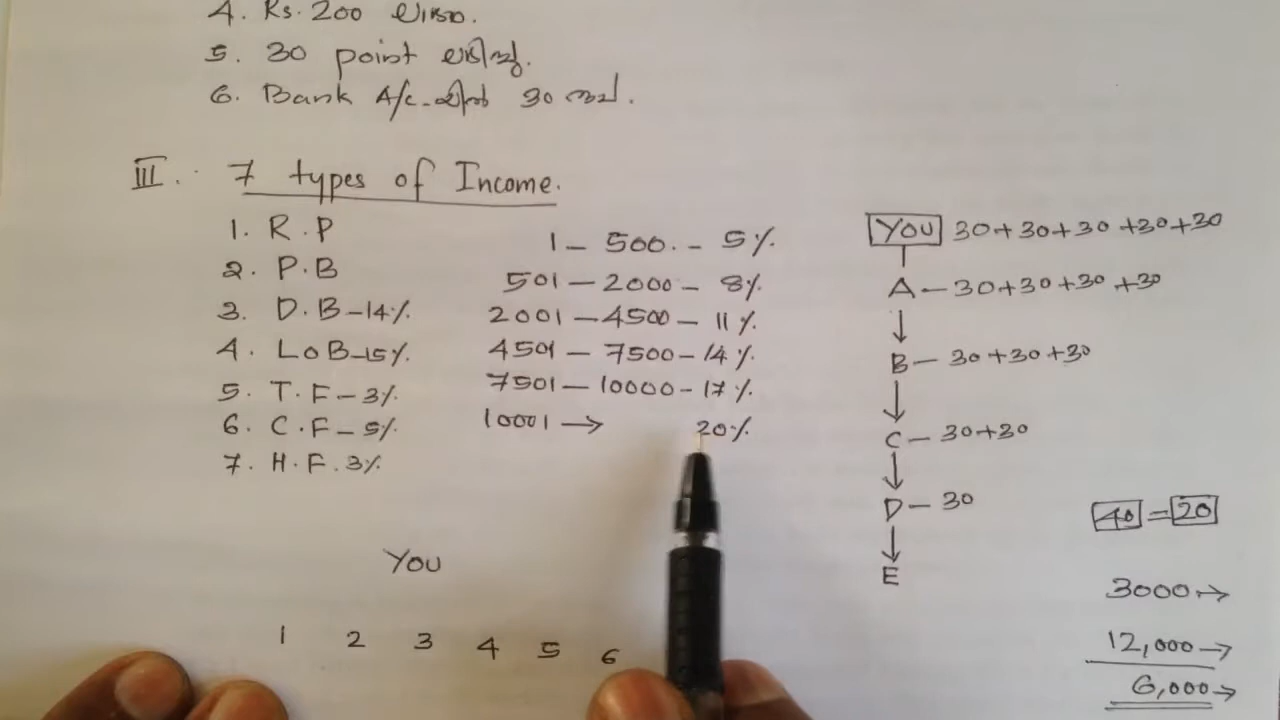 4. Rs. 200 ലാഭം.
5. 30 point ലഭിച്ചു.
6. Bank A/c-യിൽ 30 രൂപ.
III. 7 types of Income.
1. R.P
2. P.B
3. D.B-14%
4. LOB-15%
5. T.F-3%
6. C.F-5%
7. H.F. 3%
1-500.-5%
501-2000-8%
2001-4500-11%
4501-7500-14%
7501-10000-17%
10001→ 20%
YOU 30+30+30+30+30
A-30+30+30+30
↓
B-30+30+30
↓
C-30+30
↓
D-30
↓
E
40=20
3000→
12,000→
6,000→
YOU
1 2 3 4 5 6